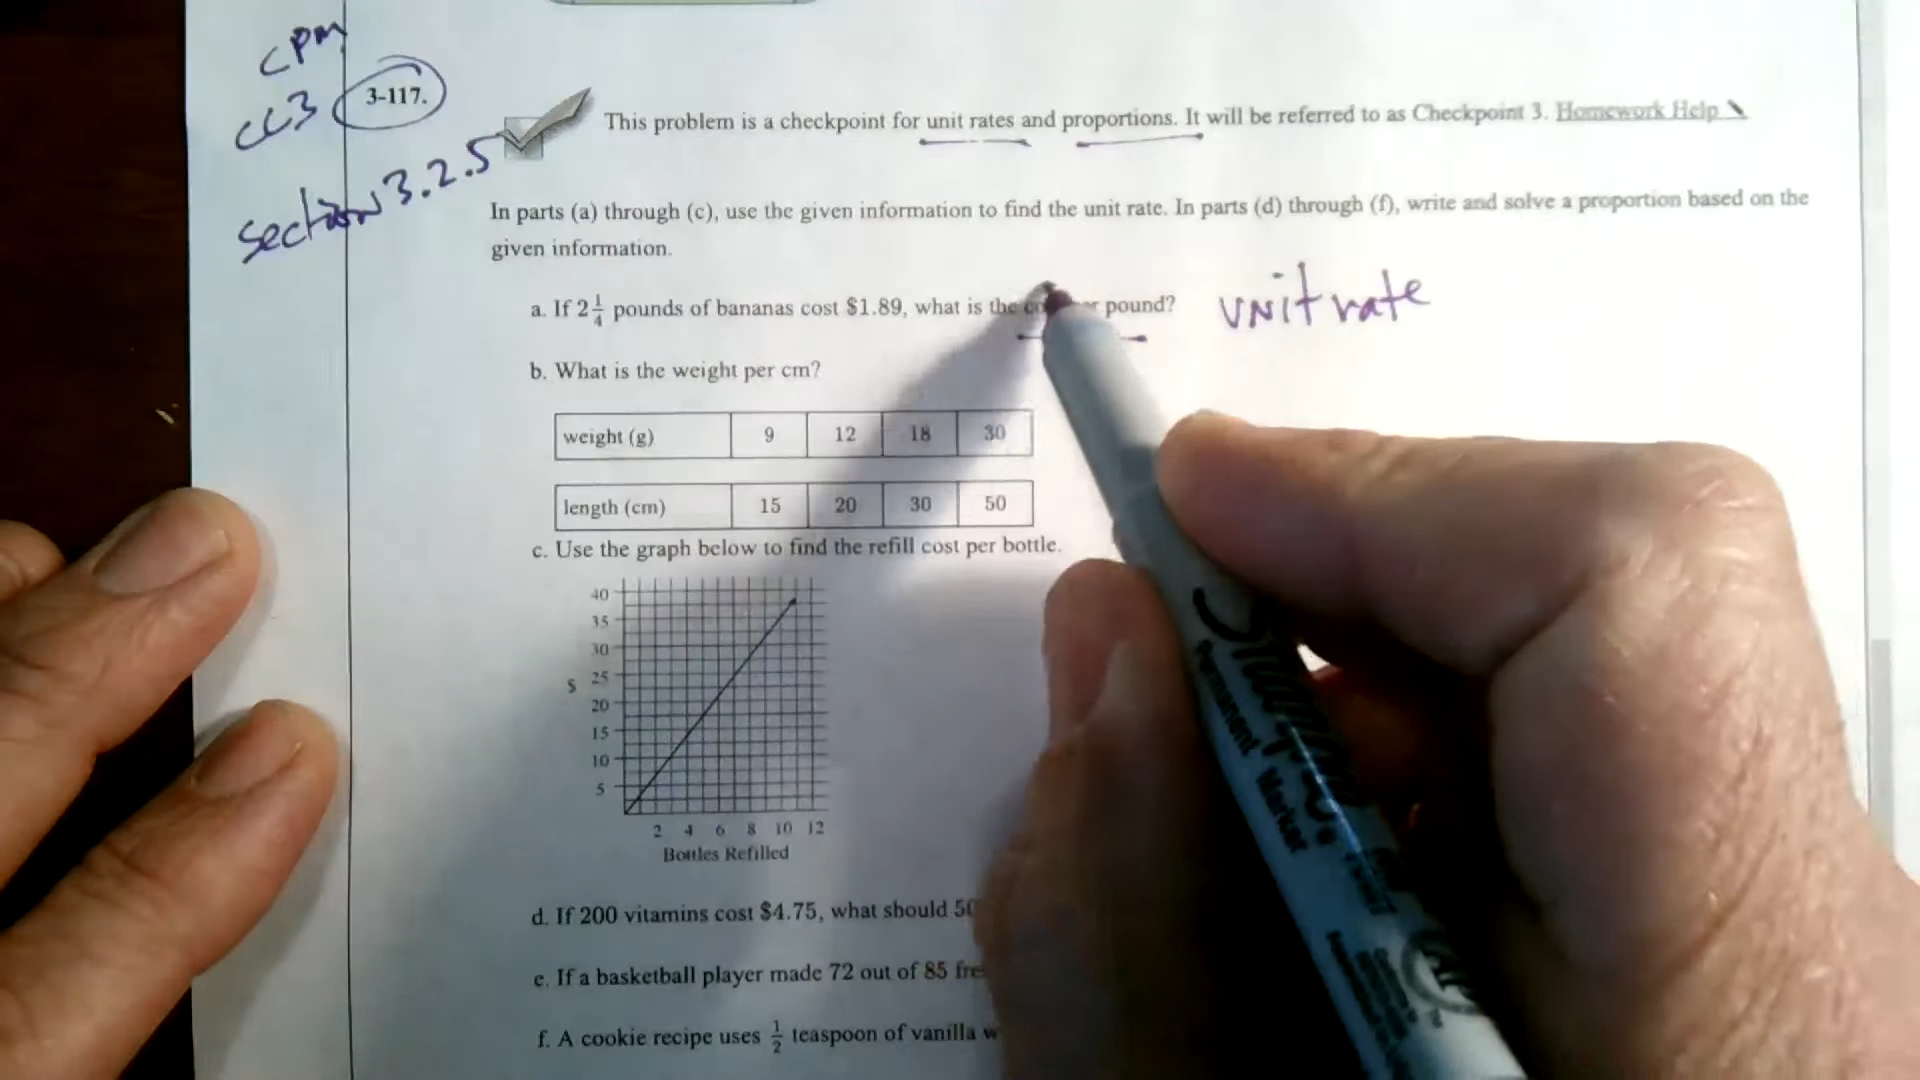 CPM
CC3 3-117.
Section 3.2.5
This problem is a checkpoint for unit rates and proportions. It will be referred to as Checkpoint 3. Homework Help
In parts (a) through (c), use the given information to find the unit rate. In parts (d) through (f), write and solve a proportion based on the
given information.
a. If 2 1/4 pounds of bananas cost $1.89, what is the pound? unit rate
b. What is the weight per cm?
weight (g) 9 12 18 30
length (cm) 15 20 30 50
c. Use the graph below to find the refill cost per bottle.
40
35
30
25
$
20
15
10
5
2 4 6 8 10 12
Bottles Refilled
d. If 200 vitamins cost $4.75, what should
e. If a basketball player made 72 out of 85
f. A cookie recipe uses 1/2 teaspoon of vanilla
Sharpie.
Permanent Marker